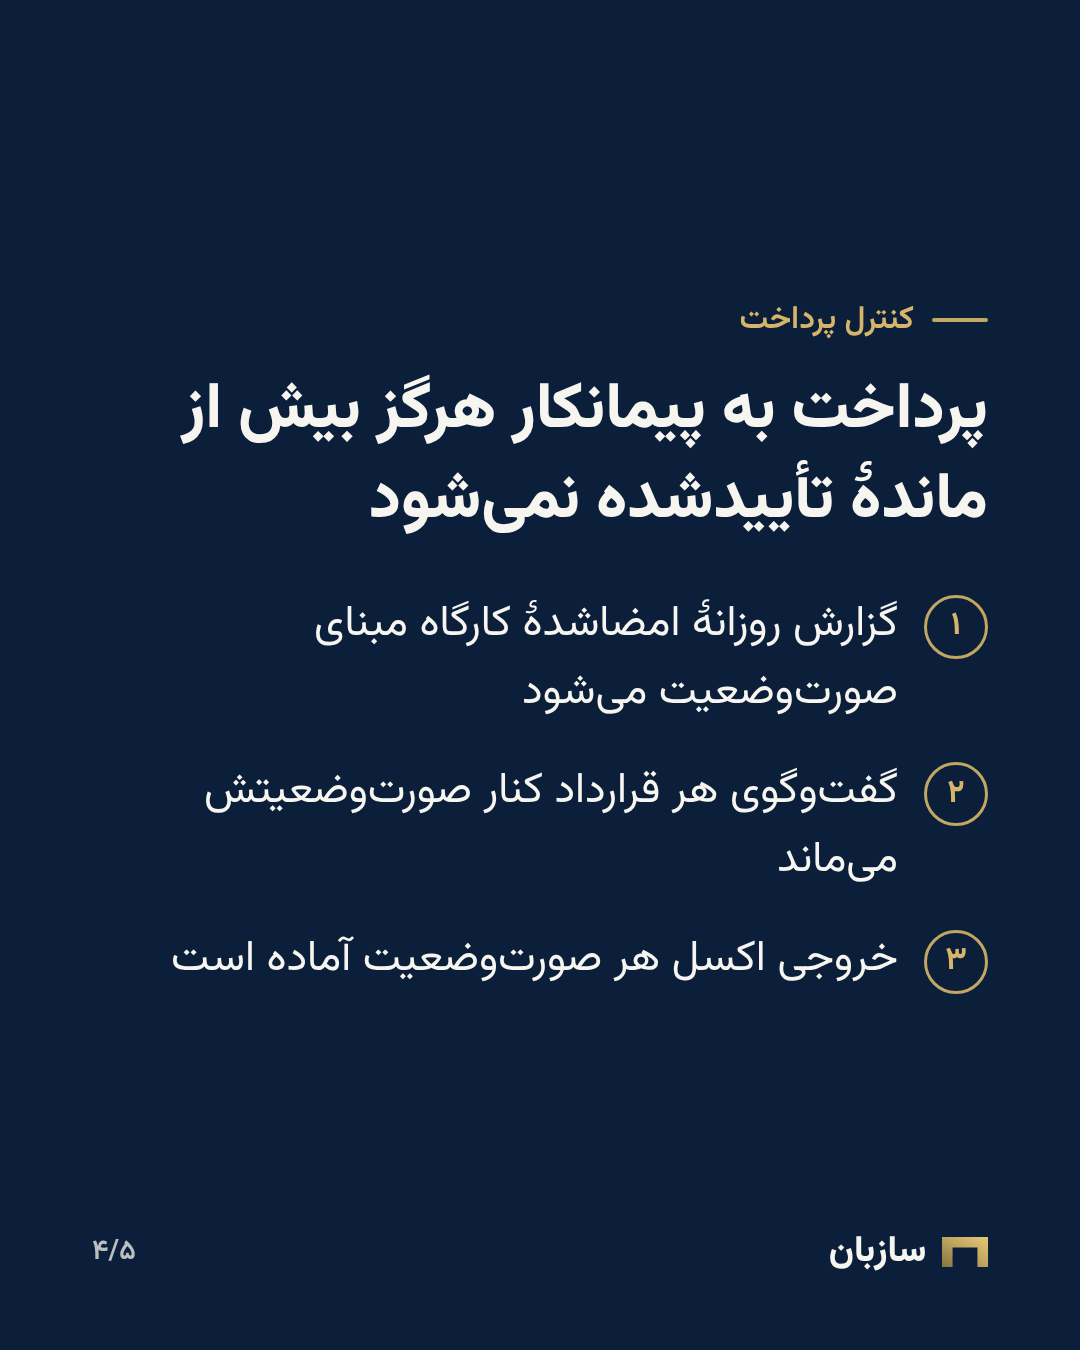 کنترل پرداخت
پرداخت به پیمانکار هرگز بیش از
ماندهٔ تأییدشده نمی‌شود
۱
گزارش روزانهٔ امضاشدهٔ کارگاه مبنای
صورت‌وضعیت می‌شود
۲
گفت‌وگوی هر قرارداد کنار صورت‌وضعیتش
می‌ماند
۳
خروجی اکسل هر صورت‌وضعیت آماده است
سازبان
۴/۵